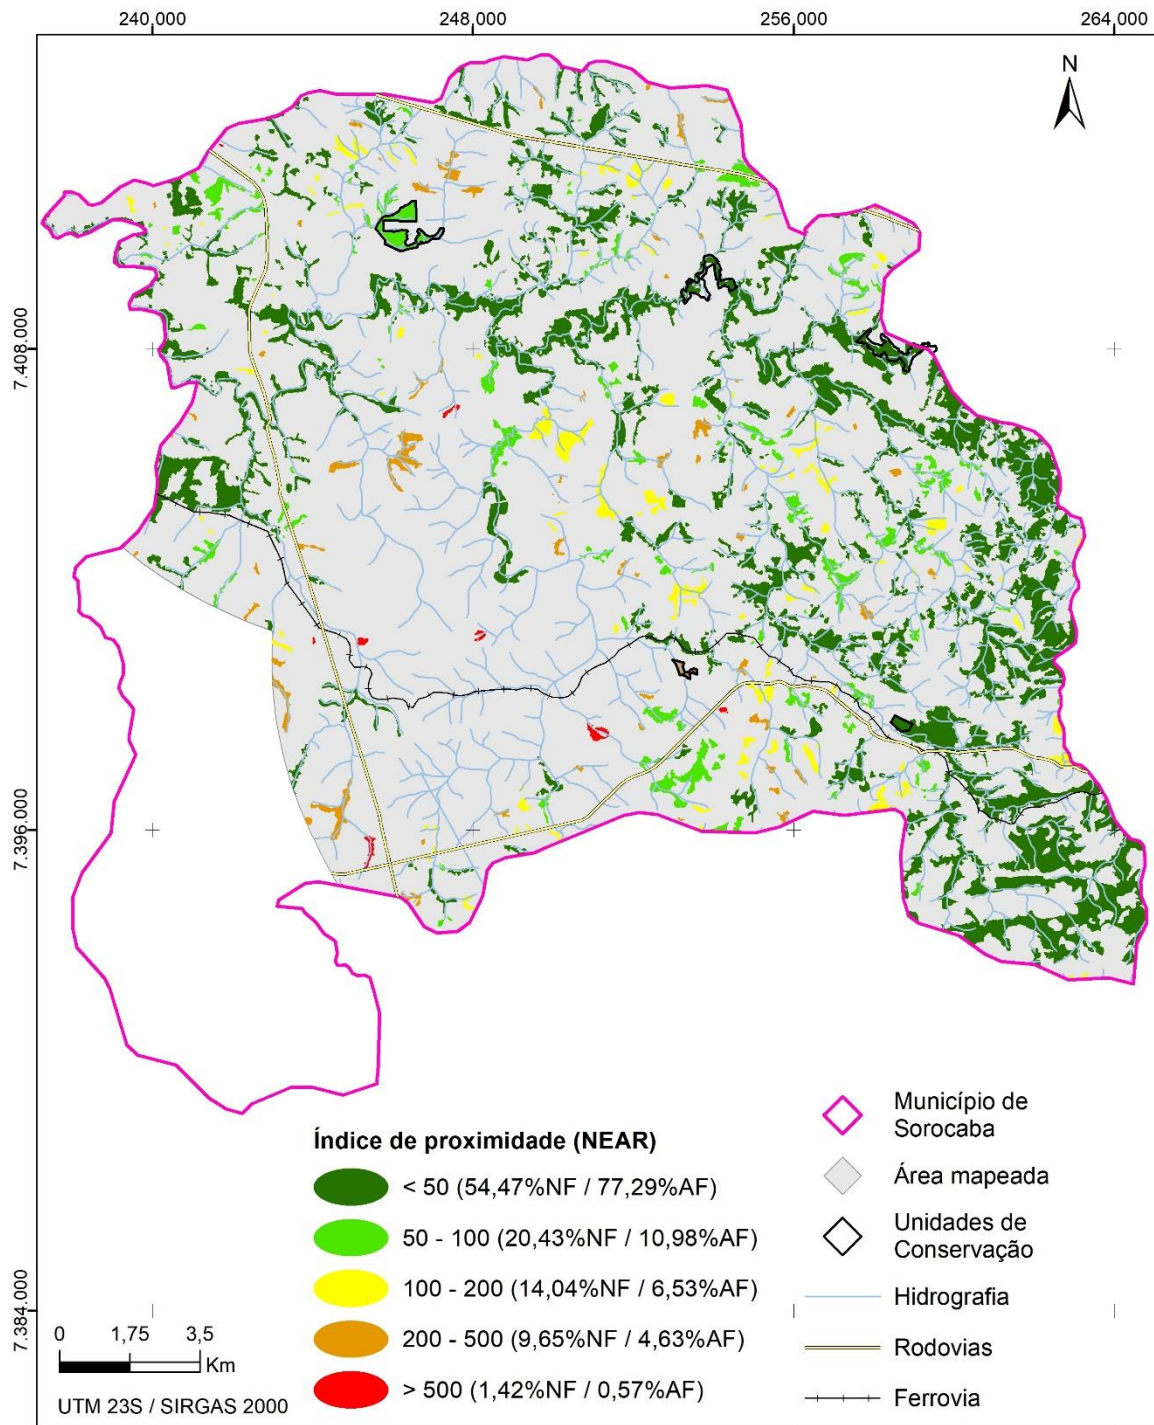 240.000
248.000
256.000
264.000
N
7.408.000
7.396.000
7.384.000
Índice de proximidade (NEAR)
< 50 (54,47%NF / 77,29%AF)
50 - 100 (20,43%NF / 10,98%AF)
100 - 200 (14,04%NF / 6,53%AF)
200 - 500 (9,65%NF / 4,63%AF)
> 500 (1,42%NF / 0,57%AF)
Município de
Sorocaba
Área mapeada
Unidades de
Conservação
Hidrografia
Rodovias
Ferrovia
0
1,75
3,5
Km
UTM 23S / SIRGAS 2000